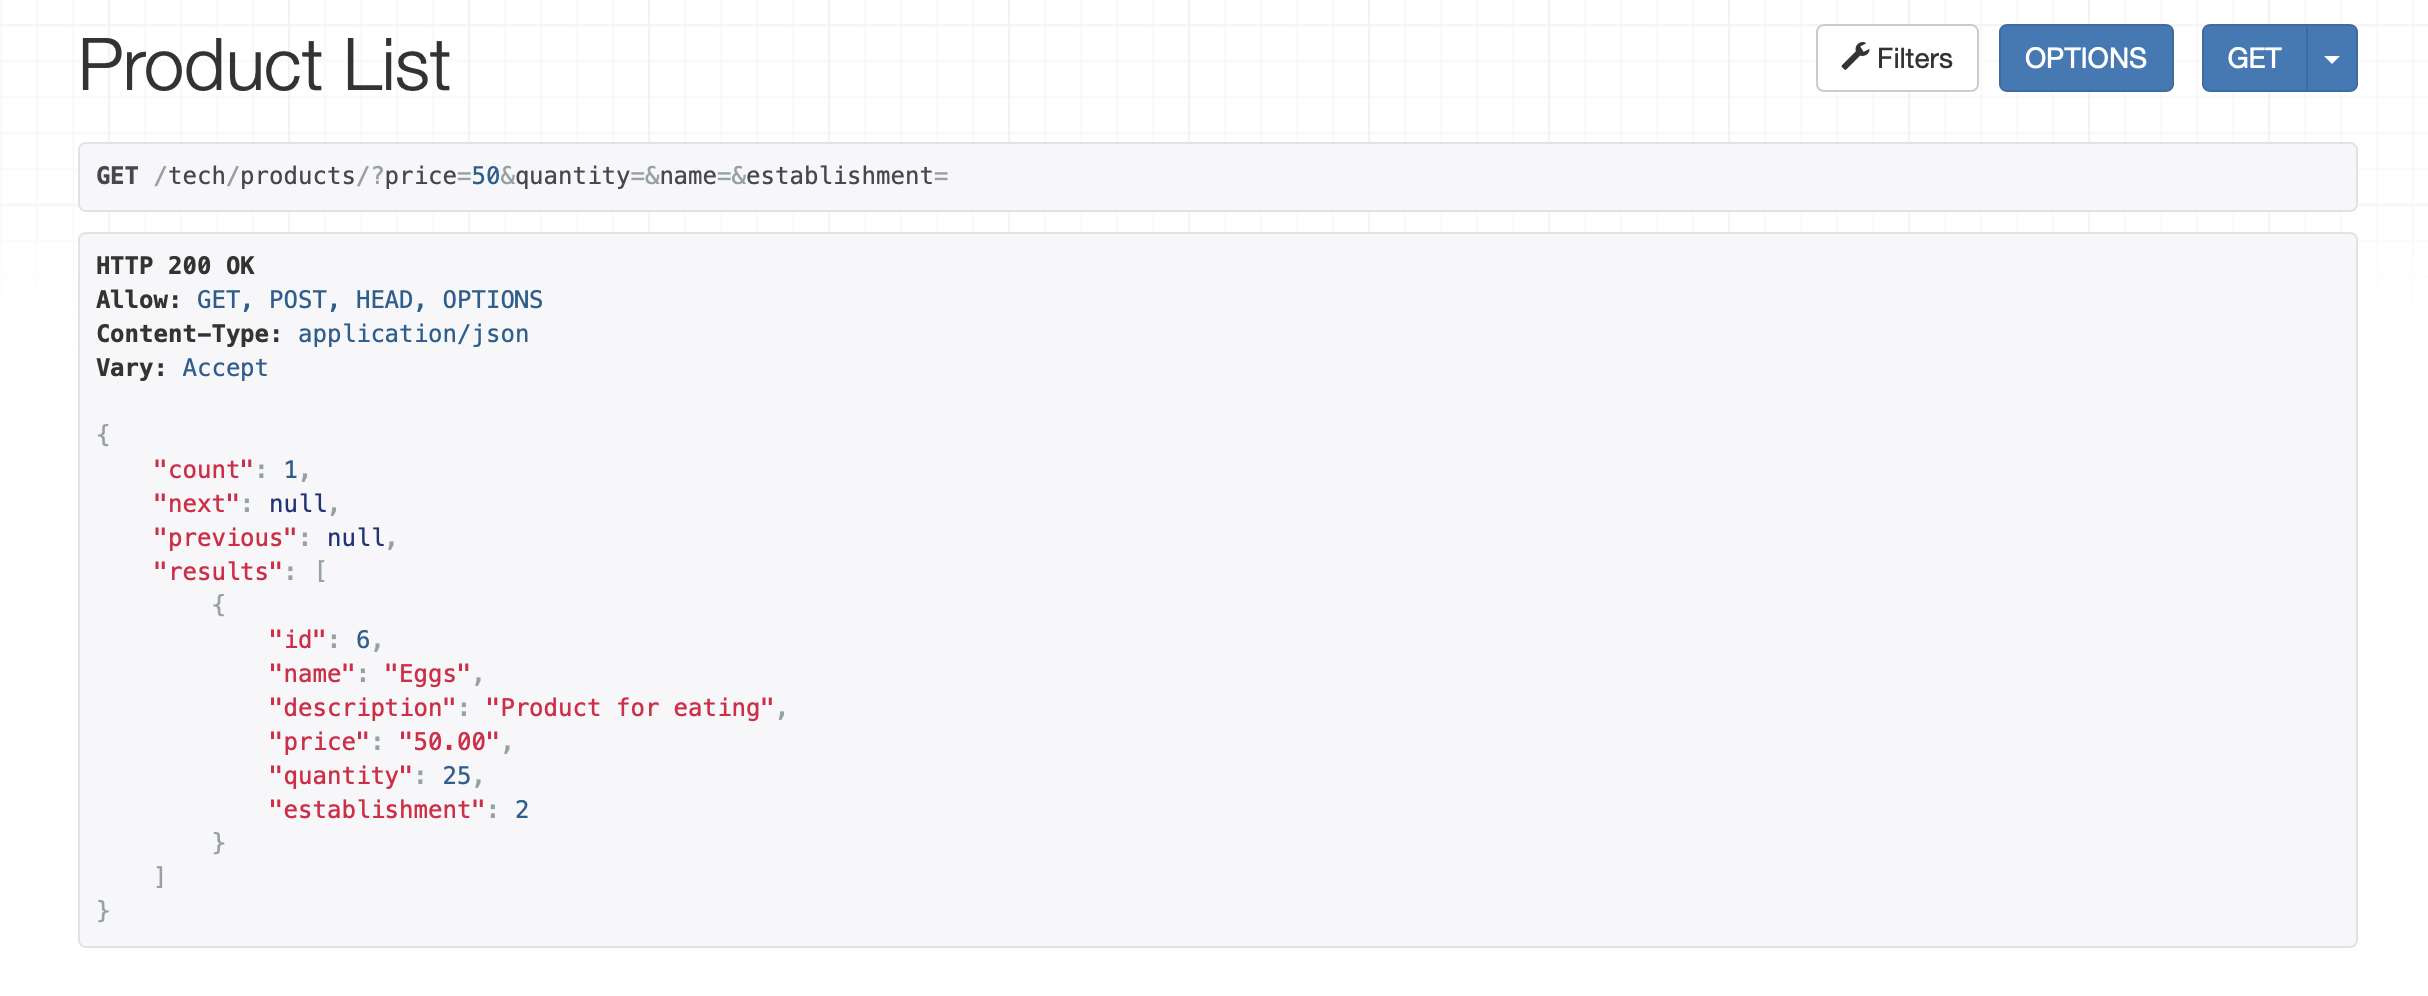 Product List
Filters
OPTIONS
GET
GET /tech/products/?price=50&quantity=&name=&establishment=
HTTP 200 OK
Allow: GET, POST, HEAD, OPTIONS
Content-Type: application/json
Vary: Accept
{
    "count": 1,
    "next": null,
    "previous": null,
    "results": [
        {
            "id": 6,
            "name": "Eggs",
            "description": "Product for eating",
            "price": "50.00",
            "quantity": 25,
            "establishment": 2
        }
    ]
}